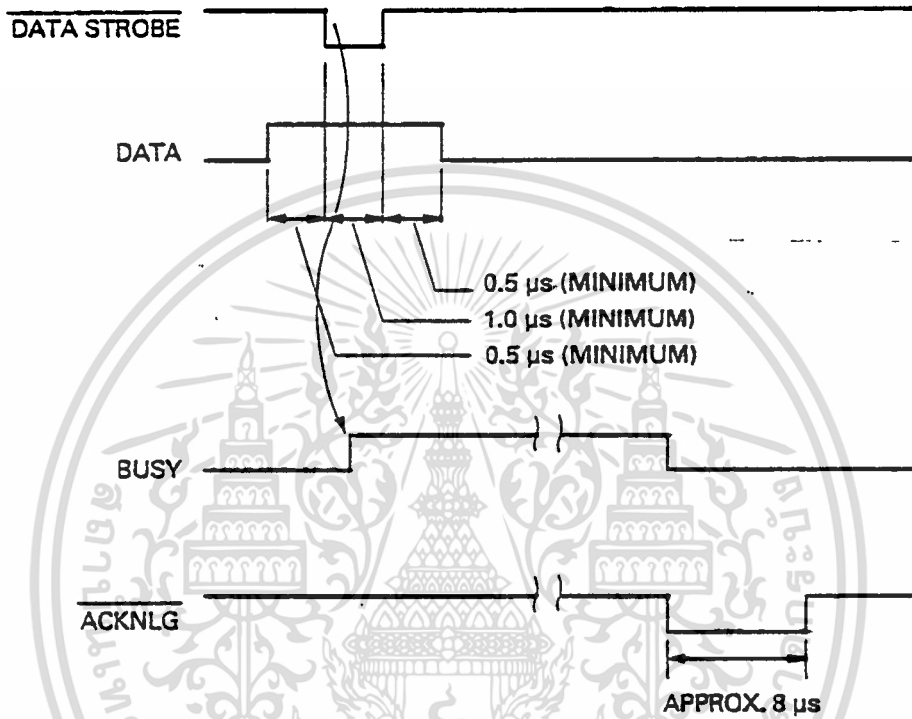 DATA STROBE
DATA
0.5 µs (MINIMUM)
1.0 µs (MINIMUM)
0.5 µs (MINIMUM)
BUSY
ACKNLG
APPROX. 8 µs